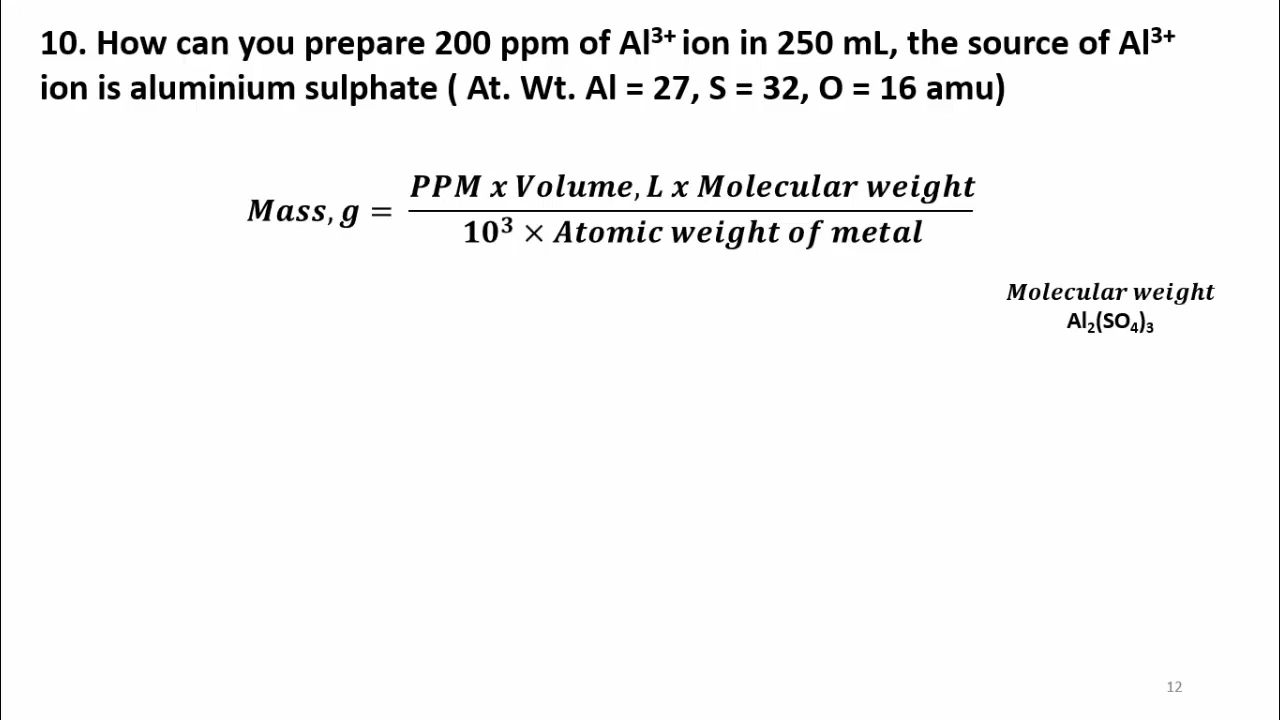 10. How can you prepare 200 ppm of Al³⁺ ion in 250 mL, the source of Al³⁺
ion is aluminium sulphate ( At. Wt. Al = 27, S = 32, O = 16 amu)
Mass, g = PPM x Volume, L x Molecular weight
10³ × Atomic weight of metal
Molecular weight
Al₂(SO₄)₃
12